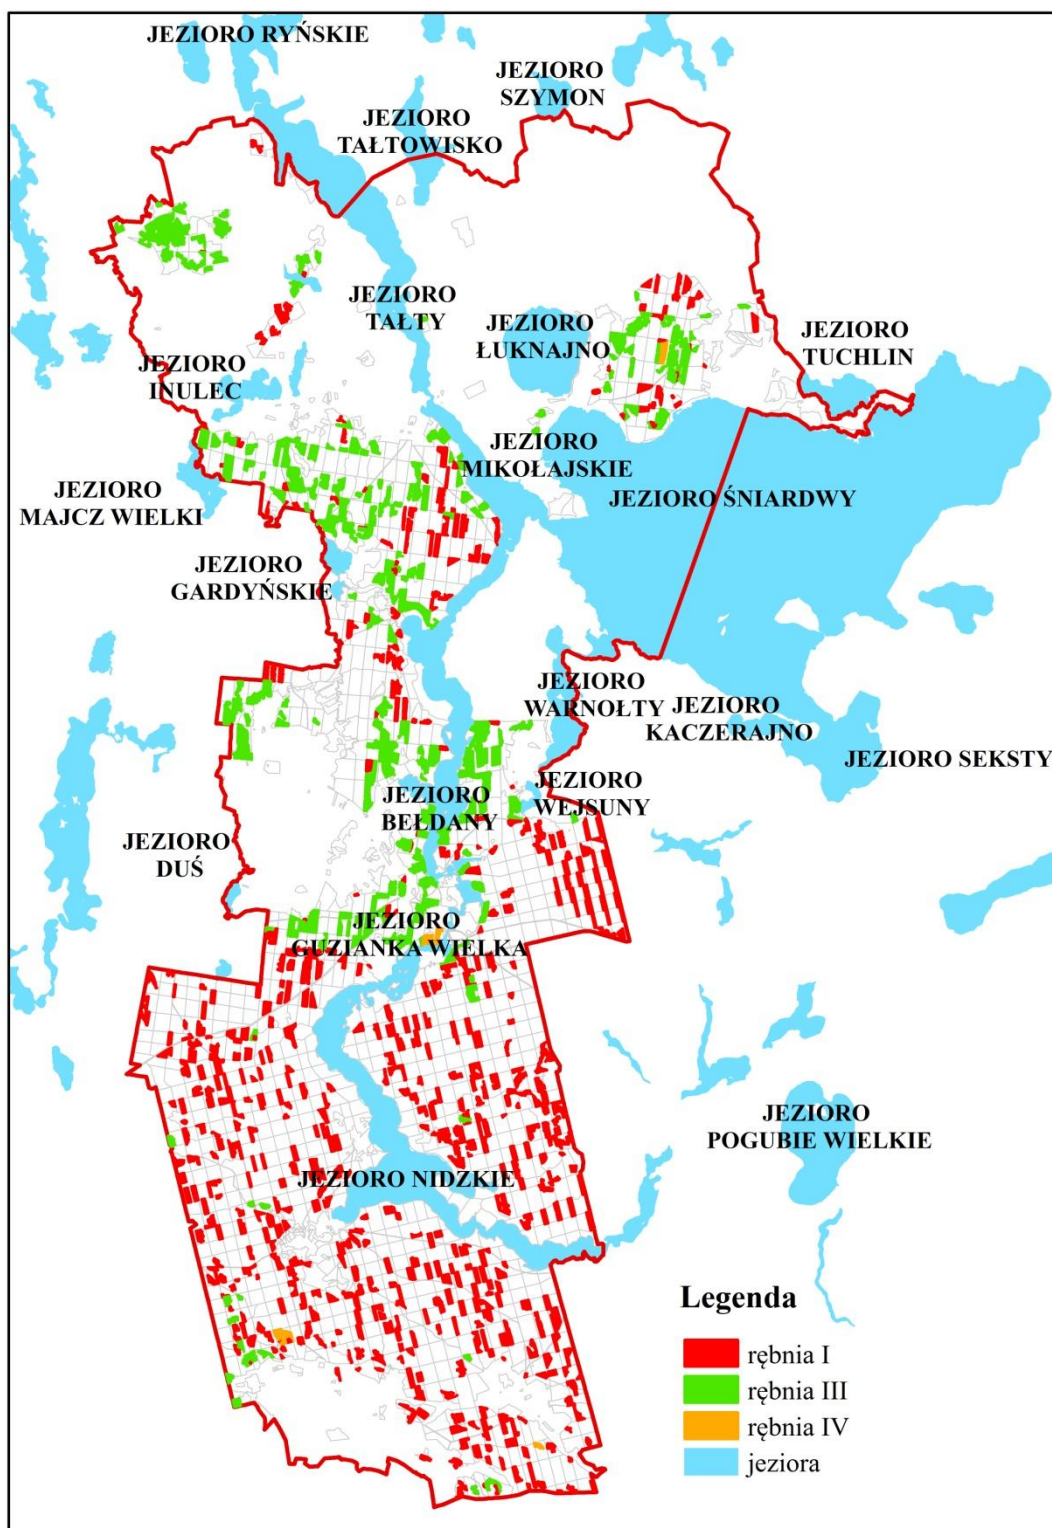 JEZIORO RYŃSKIE
JEZIORO
SZYMON
JEZIORO
TAŁTOWISKO
JEZIORO
TAŁTY
JEZIORO
ŁUKNAJNO
JEZIORO
TUCHLIN
JEZIORO
INULEC
JEZIORO
MIKOŁAJSKIE
JEZIORO
MAJCZ WIELKI
JEZIORO ŚNIARDWY
JEZIORO
GARDYŃSKIE
JEZIORO
WARNOŁTY
JEZIORO
KACZERAJNO
JEZIORO SEKSTY
JEZIORO
WEJSUNY
JEZIORO
BEŁDANY
JEZIORO
DUŚ
JEZIORO
GUZIANKA WIELKA
JEZIORO
POGUBIE WIELKIE
JEZIORO NIDZKIE
Legenda
rębnia I
rębnia III
rębnia IV
jeziora